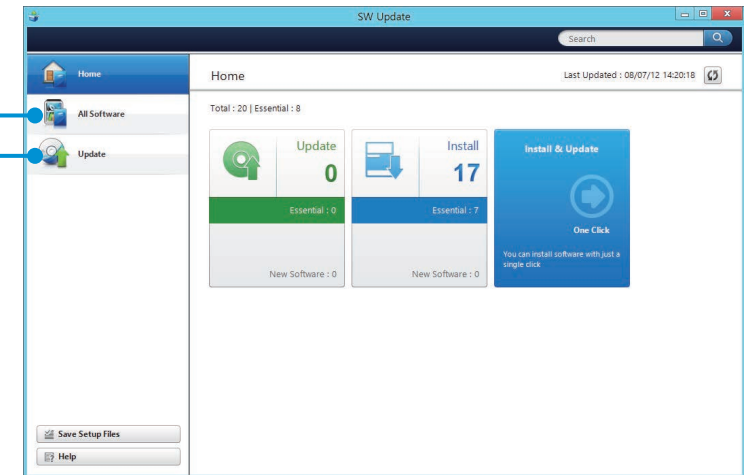 SW Update
Search
Home
All Software
Update
Home
Last Updated : 08/07/12 14:20:18
Total : 20 | Essential : 8
Update
0
Essential : 0
New Software : 0
Install
17
Essential : 7
New Software : 0
Install & Update
One Click
You can install software with just a
single click
Save Setup Files
Help